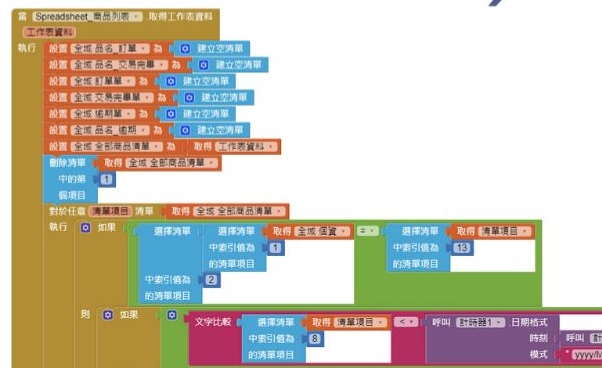 當 Spreadsheet_商品列表 .取得工作表資料
工作表資料
執行 設置 全域 品名_訂單 為 建立空清單
設置 全域 品名_交易完畢 為 建立空清單
設置 全域 訂單單 為 建立空清單
設置 全域 交易完畢單 為 建立空清單
設置 全域 逾期單 為 建立空清單
設置 全域 品名_逾期 為 建立空清單
設置 全域 全部商品清單 為 取得 工作表資料
刪除清單 取得 全域 全部商品清單
中的第 1
個項目
對於任意 清單項目 清單 取得 全域 全部商品清單
執行 如果 選擇清單 選擇清單 取得 全域 個資 = 選擇清單 取得 清單項目
中索引值為 1 中索引值為 13
的清單項目 的清單項目
中索引值為 2
的清單項目
則 如果 文字比較 選擇清單 取得 清單項目 < 呼叫 計時器1 .日期格式
中索引值為 8 時刻 呼叫
的清單項目 模式 " yyyy/M